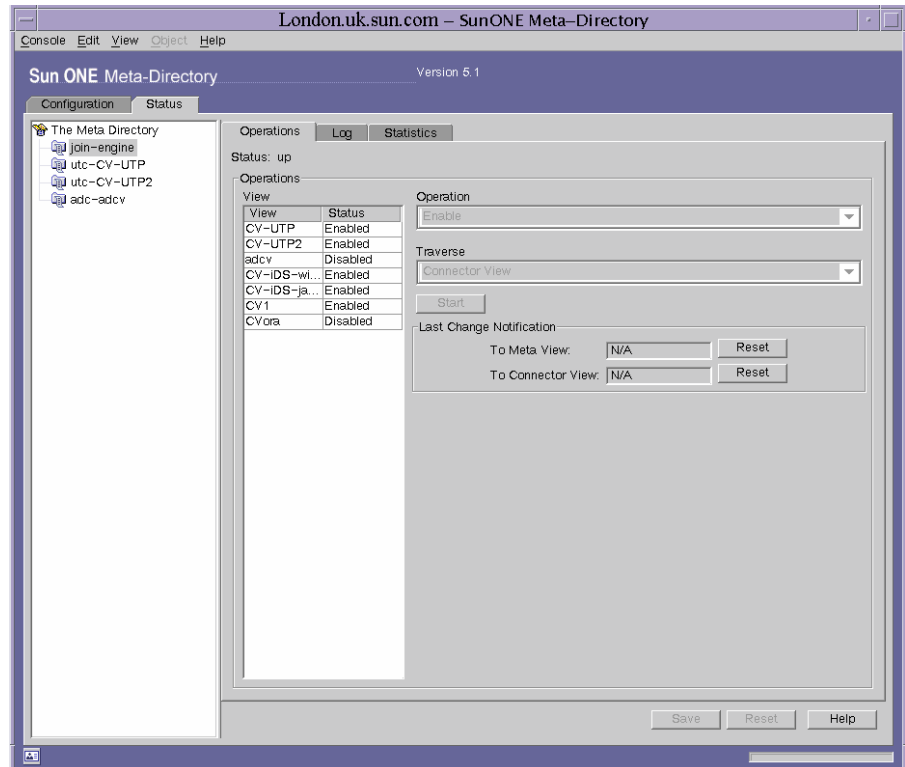 London.uk.sun.com – SunONE Meta–Directory
Console Edit View Object Help
Sun ONE Meta-Directory
Version 5.1
Configuration Status
The Meta Directory
join-engine
utc-CV-UTP
utc-CV-UTP2
adc-adcv
Operations Log Statistics
Status: up
Operations
View
View Status
CV-UTP Enabled
CV-UTP2 Enabled
adcv Disabled
CV-iDS-wi... Enabled
CV-iDS-ja... Enabled
CV1 Enabled
CVora Disabled
Operation
Enable
Traverse
Connector View
Start
Last Change Notification
To Meta View: N/A Reset
To Connector View: N/A Reset
Save Reset Help